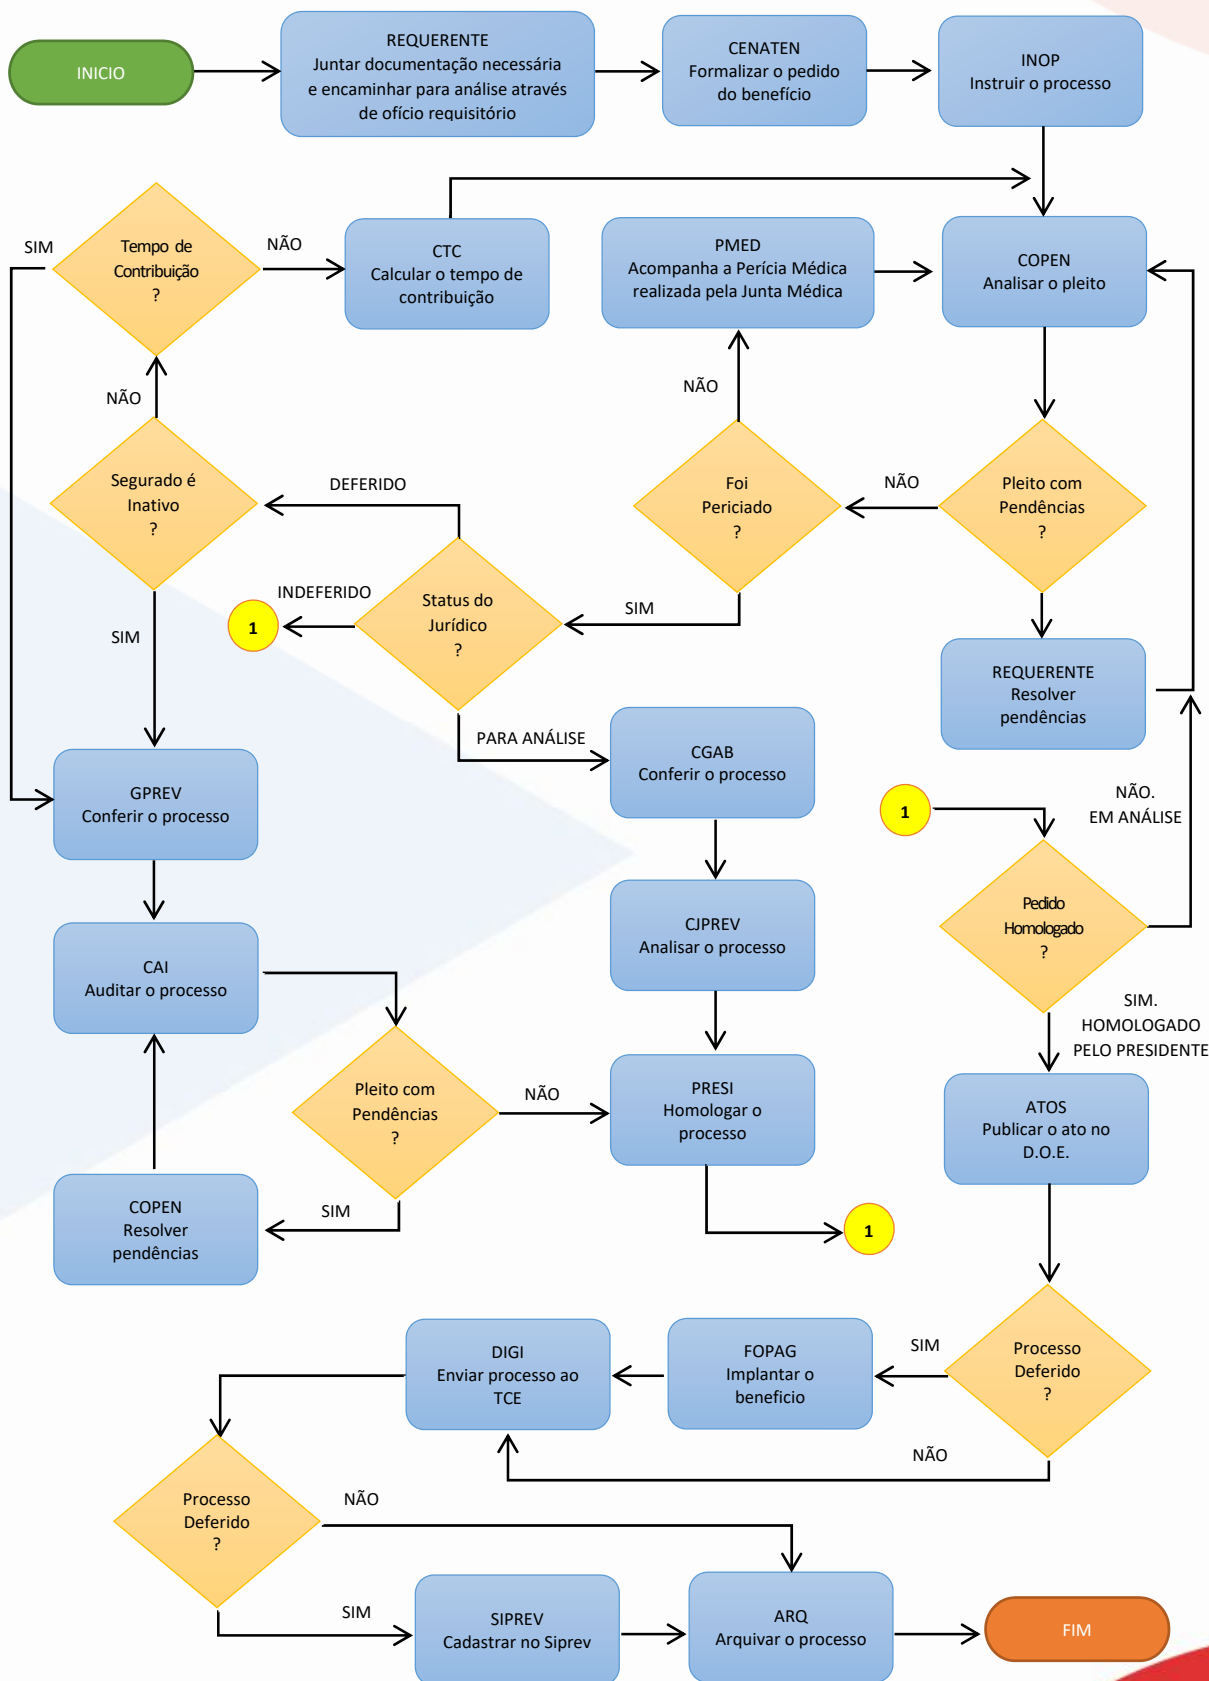 INICIO
REQUERENTE
Juntar documentação necessária
e encaminhar para análise através
de ofício requisitório
CENATEN
Formalizar o pedido
do benefício
INOP
Instruir o processo
SIM
Tempo de
Contribuição
?
NÃO
CTC
Calcular o tempo de
contribuição
PMED
Acompanha a Perícia Médica
realizada pela Junta Médica
COPEN
Analisar o pleito
NÃO
NÃO
Segurado é
Inativo
?
DEFERIDO
Foi
Periciado
?
NÃO
Pleito com
Pendências
?
INDEFERIDO
1
Status do
Jurídico
?
SIM
SIM
REQUERENTE
Resolver
pendências
PARA ANÁLISE
CGAB
Conferir o processo
GPREV
Conferir o processo
1
NÃO.
EM ANÁLISE
Pedido
Homologado
?
CJPREV
Analisar o processo
CAI
Auditar o processo
SIM.
HOMOLOGADO
PELO PRESIDENTE
Pleito com
Pendências
?
NÃO
PRESI
Homologar o
processo
ATOS
Publicar o ato no
D.O.E.
COPEN
Resolver
pendências
SIM
1
DIGI
Enviar processo ao
TCE
FOPAG
Implantar o
beneficio
SIM
Processo
Deferido
?
NÃO
Processo
Deferido
?
NÃO
SIM
SIPREV
Cadastrar no Siprev
ARQ
Arquivar o processo
FIM